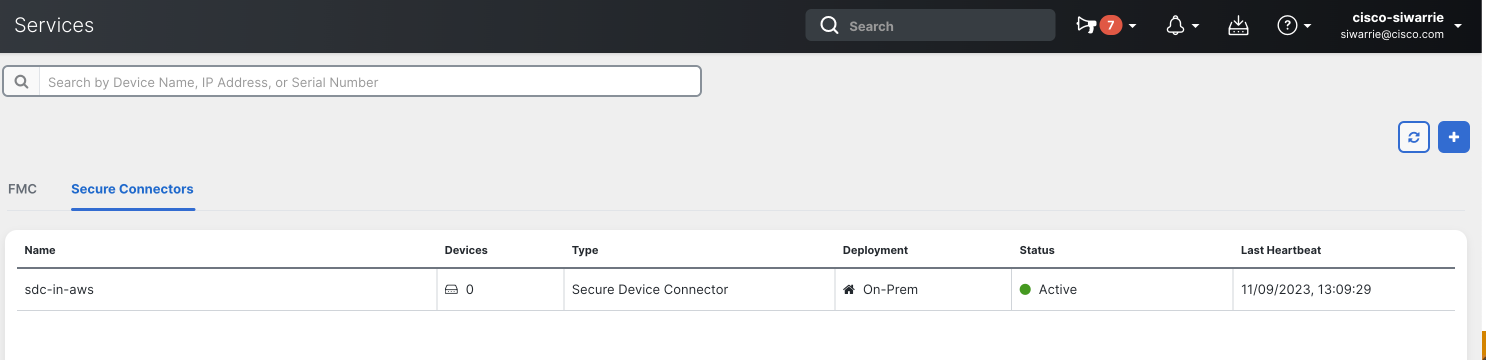 Services
Search
7
cisco-siwarrie
siwarrie@cisco.com
Search by Device Name, IP Address, or Serial Number
FMC Secure Connectors
Name Devices Type Deployment Status Last Heartbeat
sdc-in-aws 0 Secure Device Connector On-Prem Active 11/09/2023, 13:09:29